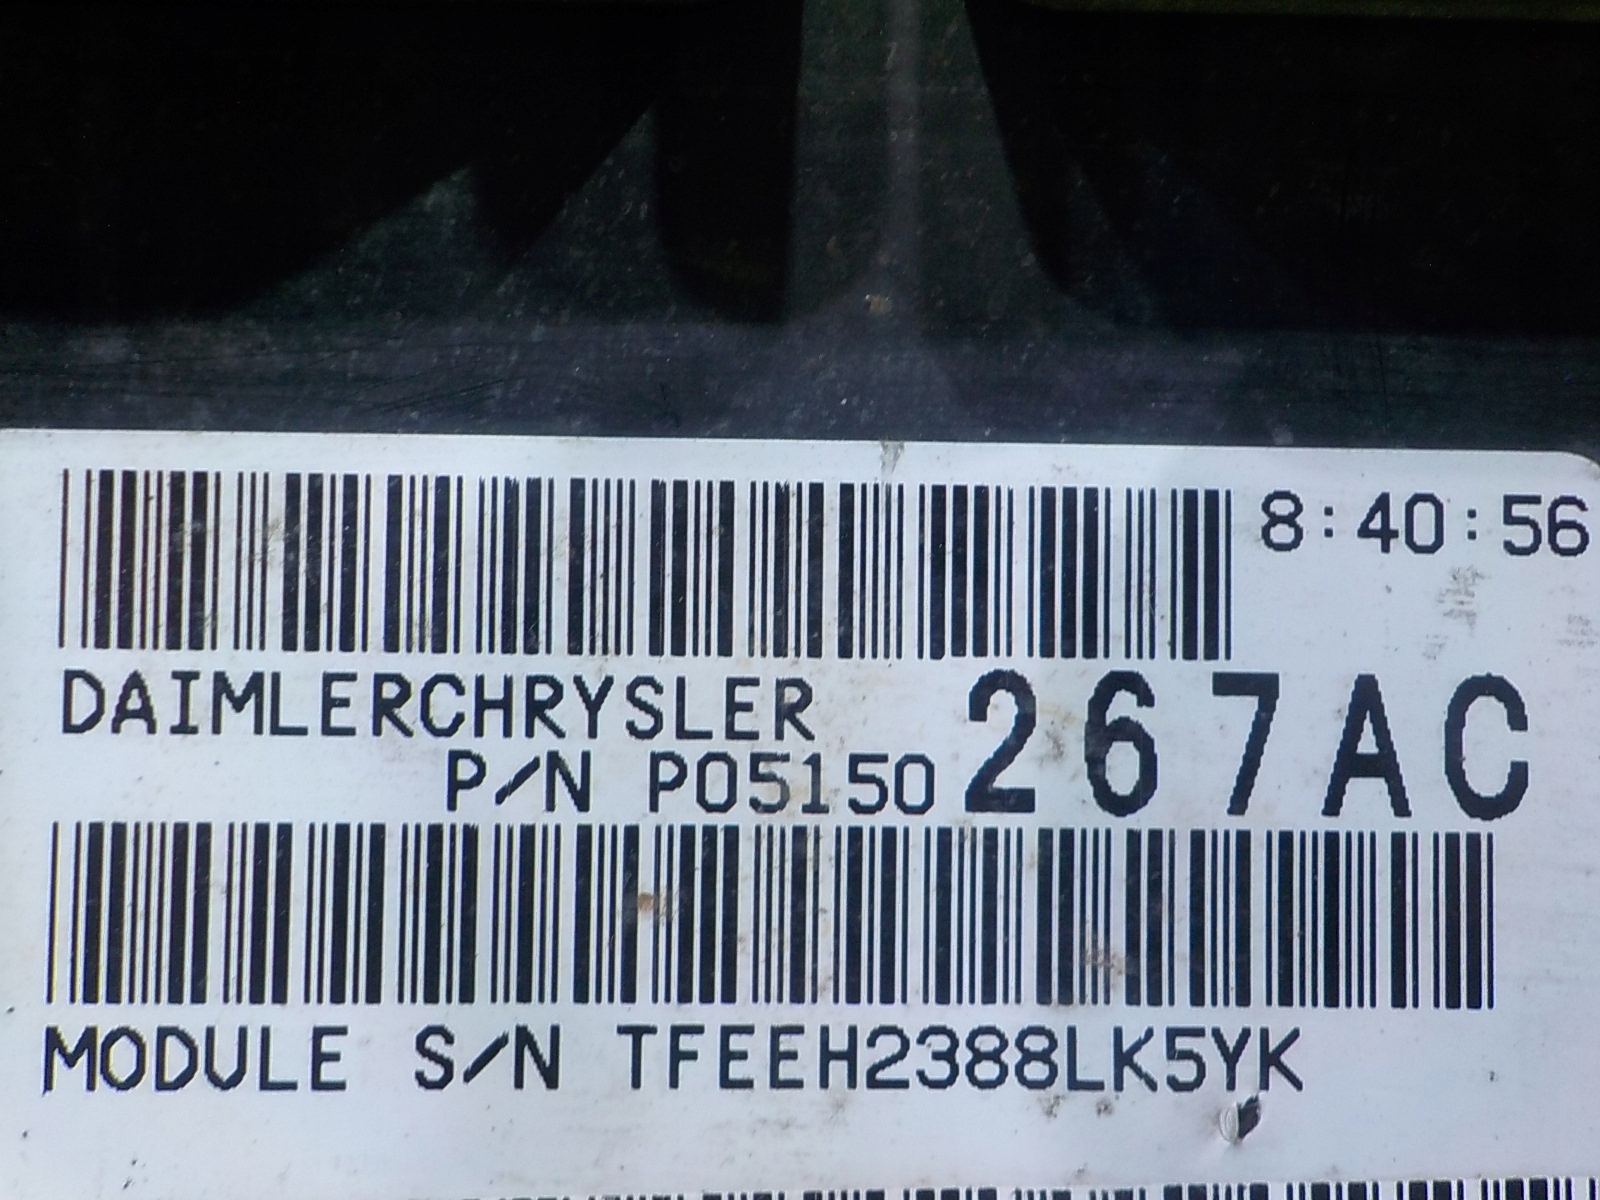 8:40:56
DAIMLERCHRYSLER
P/N P05150 267AC
MODULE S/N TFEEH2388LK5YK